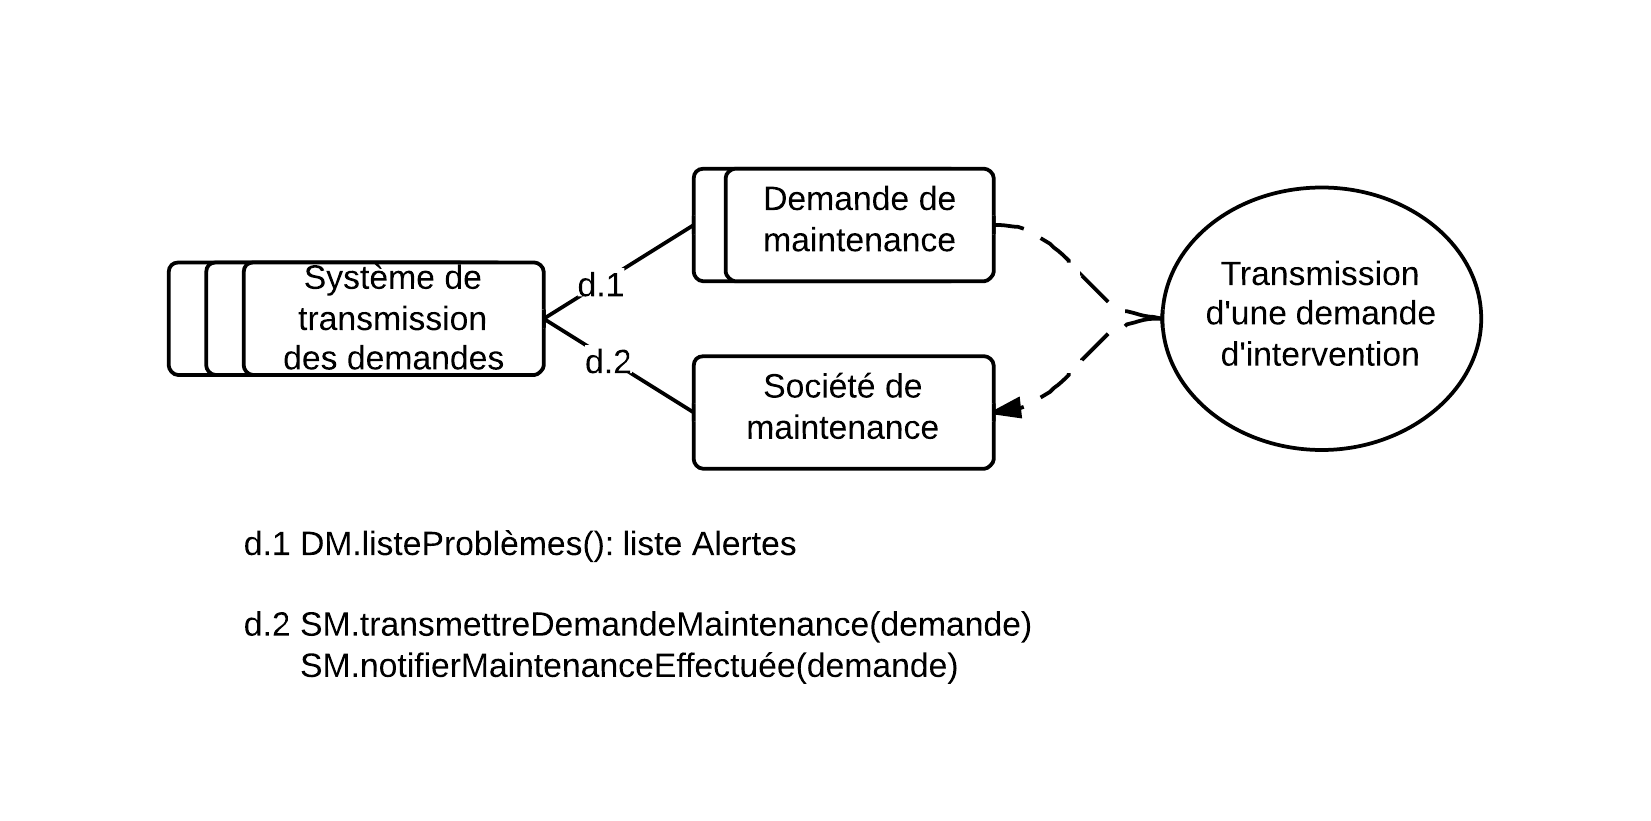 Système de
transmission
des demandes
d.1
d.2
Demande de
maintenance
Société de
maintenance
Transmission
d'une demande
d'intervention
d.1 DM.listeProblèmes(): liste Alertes
d.2 SM.transmettreDemandeMaintenance(demande)
SM.notifierMaintenanceEffectuée(demande)